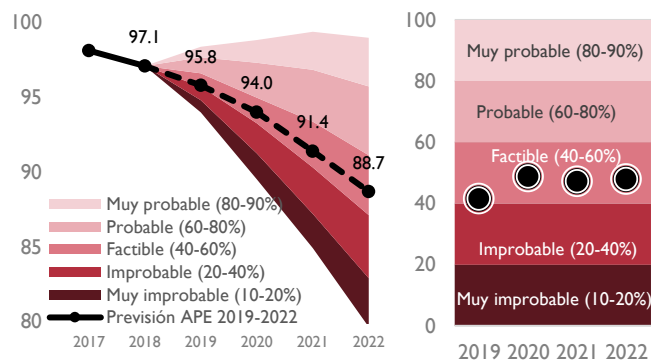 100
95
90
85
80
97.1
95.8
94.0
91.4
88.7
Muy probable (80-90%)
Probable (60-80%)
Factible (40-60%)
Improbable (20-40%)
Muy improbable (10-20%)
Previsión APE 2019-2022
2017 2018 2019 2020 2021 2022
100
80
60
40
20
0
Muy probable (80-90%)
Probable (60-80%)
Factible (40-60%)
Improbable (20-40%)
Muy improbable (10-20%)
2019 2020 2021 2022